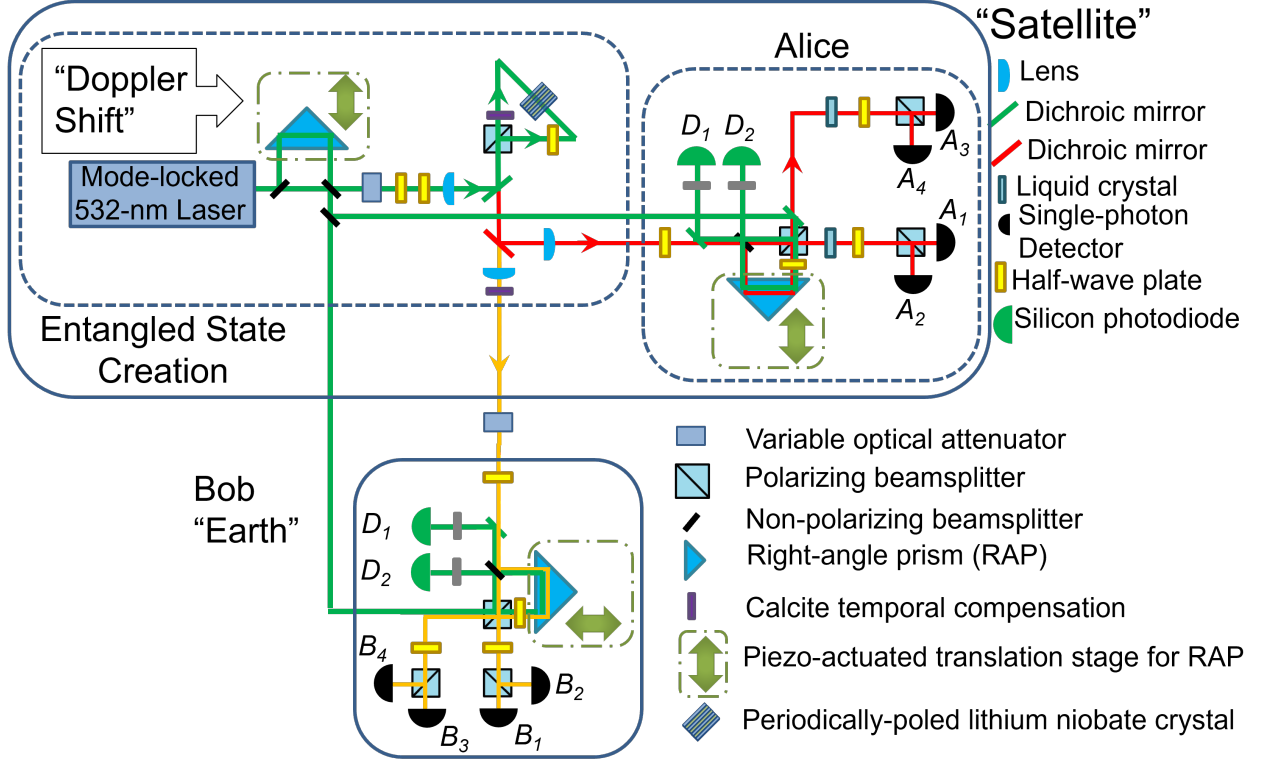 “Satellite”
“Doppler
Shift”
Mode-locked
532-nm Laser
Entangled State
Creation
Alice
D1
D2
A3
A4
A1
A2
Lens
Dichroic mirror
Dichroic mirror
Liquid crystal
Single-photon
Detector
Half-wave plate
Silicon photodiode
Bob
“Earth”
D1
D2
B4
B3
B1
B2
Variable optical attenuator
Polarizing beamsplitter
Non-polarizing beamsplitter
Right-angle prism (RAP)
Calcite temporal compensation
Piezo-actuated translation stage for RAP
Periodically-poled lithium niobate crystal